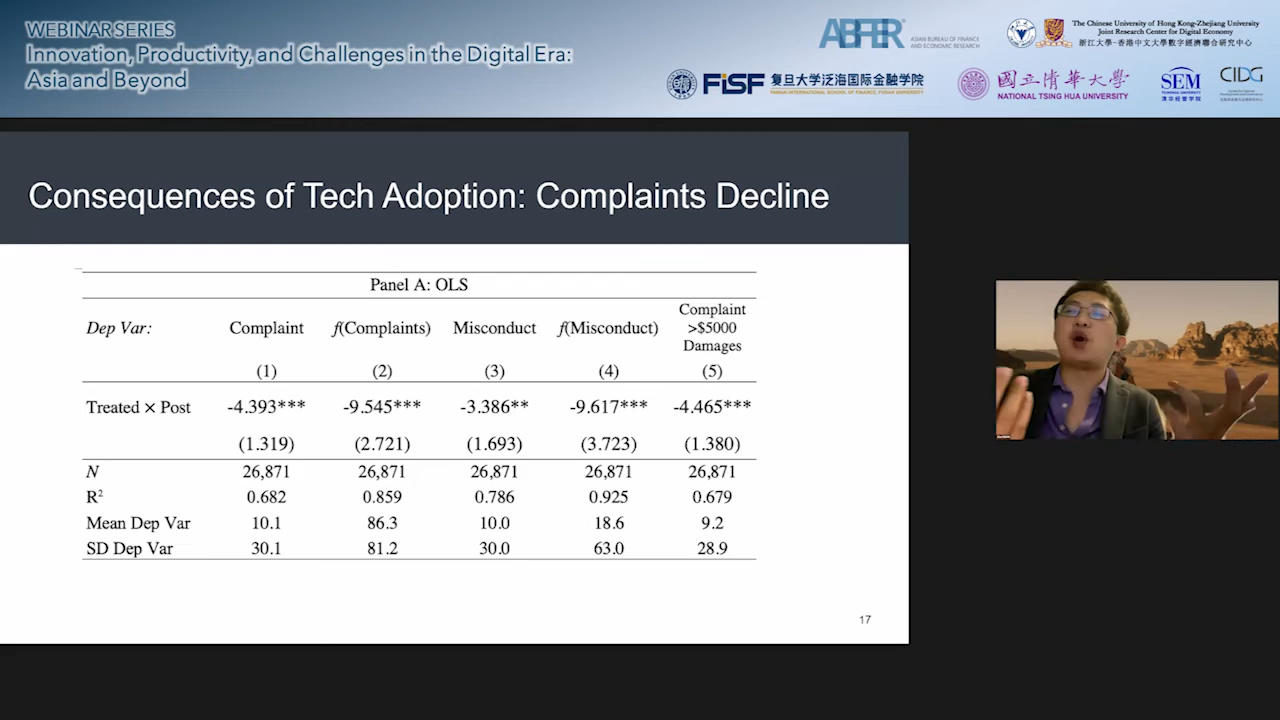 WEBINAR SERIES
Innovation, Productivity, and Challenges in the Digital Era:
Asia and Beyond
ABFER
ASIAN BUREAU OF FINANCE
AND ECONOMIC RESEARCH
The Chinese University of Hong Kong-Zhejiang University
Joint Research Center for Digital Economy
浙江大學-香港中文大學數字經濟聯合研究中心
FISF 复旦大学泛海国际金融学院
FANHAI INTERNATIONAL SCHOOL OF FINANCE, FUDAN UNIVERSITY
國立清華大學
NATIONAL TSING HUA UNIVERSITY
SEM
TSINGHUA UNIVERSITY
清华经管学院
CIDG
Consequences of Tech Adoption: Complaints Decline
Panel A: OLS
Dep Var: Complaint f(Complaints) Misconduct f(Misconduct) Complaint >$5000 Damages
(1) (2) (3) (4) (5)
Treated × Post -4.393*** -9.545*** -3.386** -9.617*** -4.465***
(1.319) (2.721) (1.693) (3.723) (1.380)
N 26,871 26,871 26,871 26,871 26,871
R² 0.682 0.859 0.786 0.925 0.679
Mean Dep Var 10.1 86.3 10.0 18.6 9.2
SD Dep Var 30.1 81.2 30.0 63.0 28.9
17